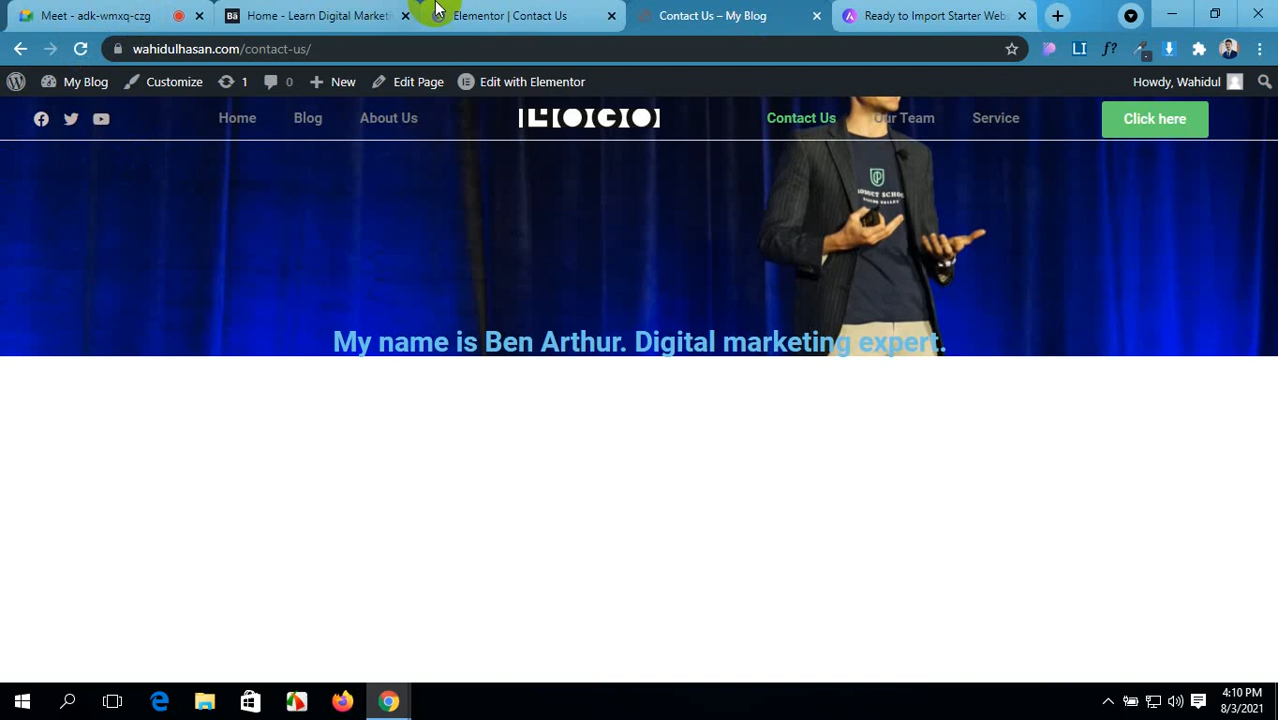 Meet - adk-wmxq-czg
Home - Learn Digital Marketi
Elementor | Contact Us
Contact Us – My Blog
Ready to Import Starter Webs
wahidulhasan.com/contact-us/
LI
f?
My Blog
Customize
1
0
New
Edit Page
Edit with Elementor
Howdy, Wahidul
Home
Blog
About Us
LOGO
Contact Us
Our Team
Service
Click here
My name is Ben Arthur. Digital marketing expert.
4:10 PM
8/3/2021